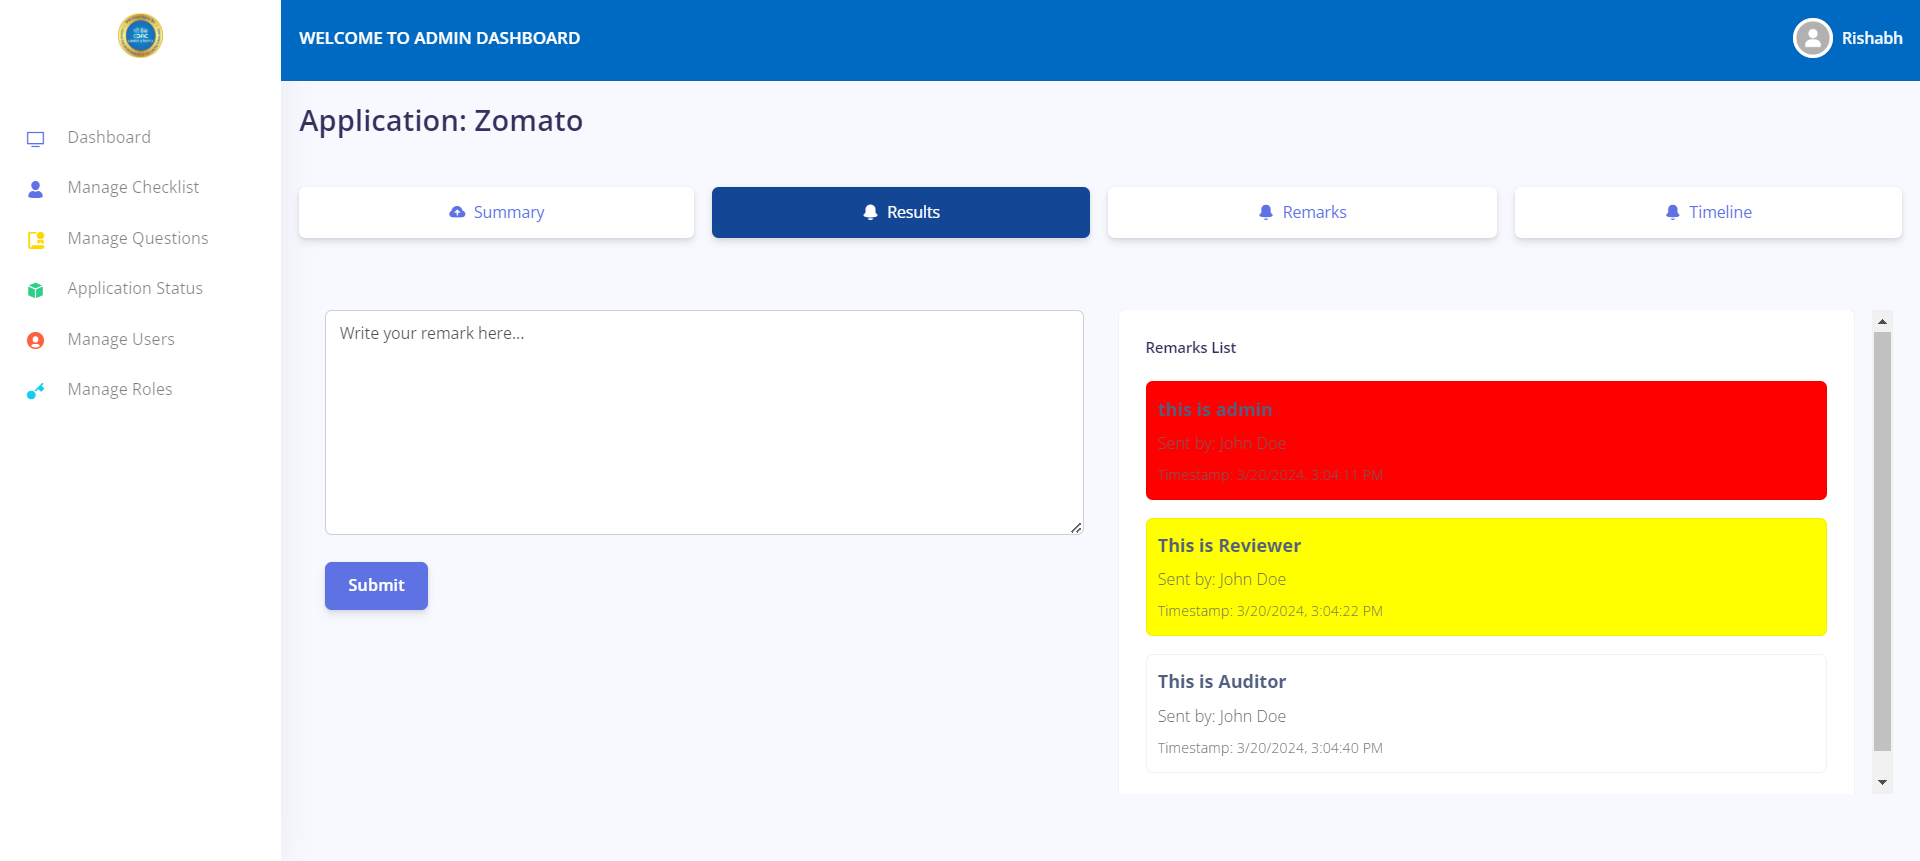 CDAC
WELCOME TO ADMIN DASHBOARD
Rishabh
Dashboard
Manage Checklist
Manage Questions
Application Status
Manage Users
Manage Roles
Application: Zomato
Summary
Results
Remarks
Timeline
Write your remark here...
Submit
Remarks List
this is admin
Sent by: John Doe
Timestamp: 3/20/2024, 3:04:11 PM
This is Reviewer
Sent by: John Doe
Timestamp: 3/20/2024, 3:04:22 PM
This is Auditor
Sent by: John Doe
Timestamp: 3/20/2024, 3:04:40 PM